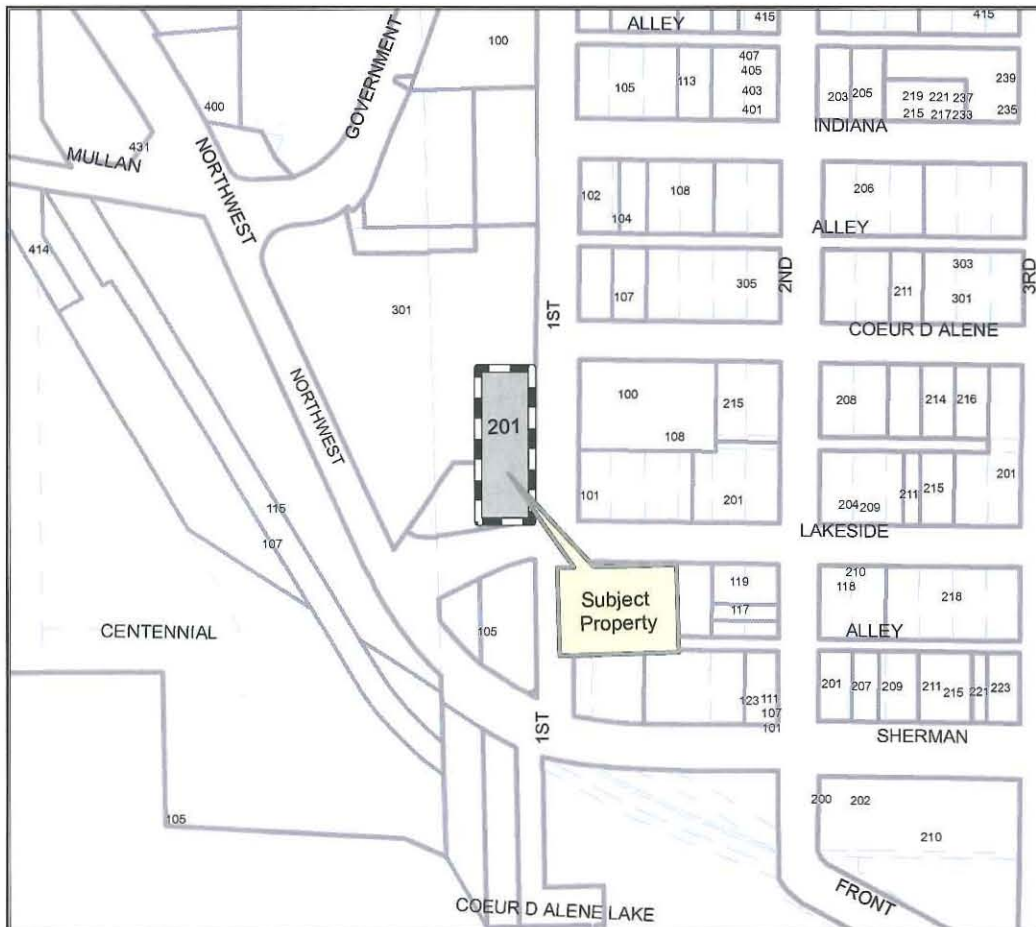 ALLEY
415
415
GOVERNMENT
100
407
405
403
401
105
113
239
203
205
219 221 237
215 217 233
235
400
INDIANA
431
MULLAN
NORTHWEST
102
104
108
206
ALLEY
414
301
107
305
2ND
303
211
301
3RD
1ST
COEUR D ALENE
NORTHWEST
201
100
108
215
208
214
216
101
201
204 209
211
215
201
LAKESIDE
115
107
Subject
Property
119
117
210
118
218
ALLEY
CENTENNIAL
105
201
207
209
211
215
221
223
123
111
107
101
1ST
SHERMAN
105
200
202
210
FRONT
COEUR D ALENE LAKE